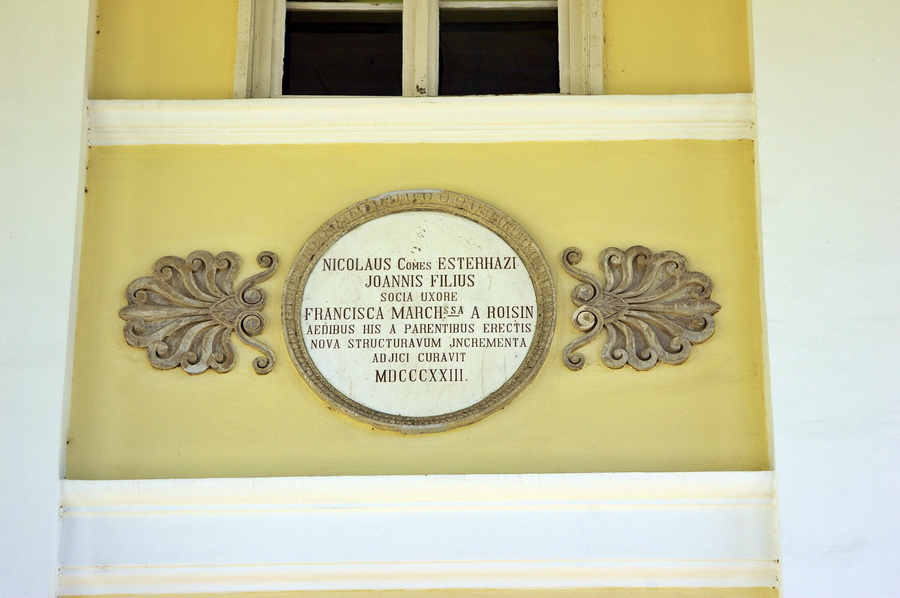 NICOLAUS COMES ESTERHAZI
JOANNIS FILIUS
SOCIA UXORE
FRANCISCA MARCHSSA A ROISIN
AEDIBUS HIS A PARENTIBUS ERECTIS
NOVA STRUCTURAVUM JNCREMENTA
ADJICI CURAVIT
MDCCCXXIII.